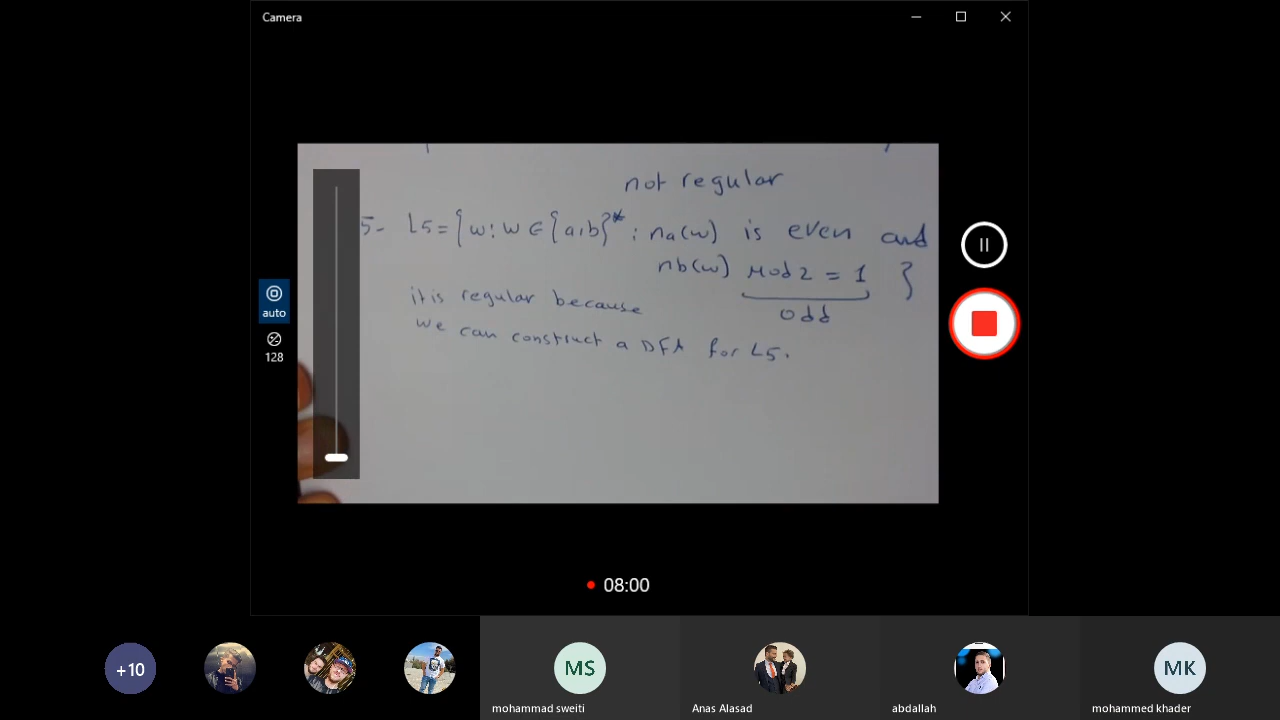 Camera
not regular
5- L5={w:w∈{a,b}* : na(w) is even and
nb(w) mod 2 = 1 }
odd
it is regular because
we can construct a DFA for L5.
auto
128
08:00
+10
MS
MK
mohammad sweiti
Anas Alasad
abdallah
mohammed khader